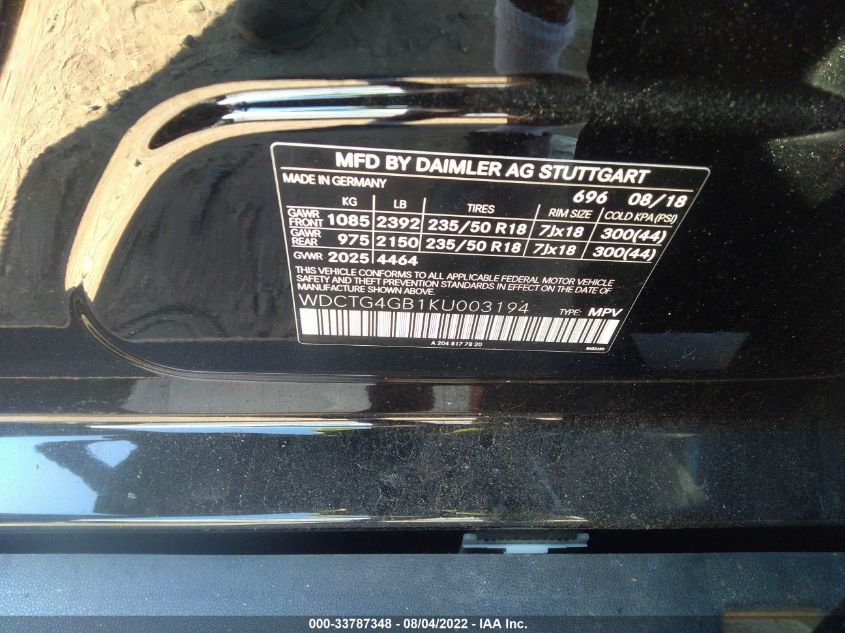 MFD BY DAIMLER AG STUTTGART
MADE IN GERMANY 696 08/18
KG LB TIRES RIM SIZE COLD KPA(PSI)
GAWR FRONT 1085 2392 235/50 R18 7Jx18 300(44)
GAWR REAR 975 2150 235/50 R18 7Jx18 300(44)
GVWR 2025 4464
THIS VEHICLE CONFORMS TO ALL APPLICABLE FEDERAL MOTOR VEHICLE
SAFETY AND THEFT PREVENTION STANDARDS IN EFFECT ON THE DATE OF
MANUFACTURE SHOWN ABOVE.
WDCTG4GB1KU003194 TYPE: MPV
A 204 817 78 20
000-33787348 - 08/04/2022 - IAA Inc.